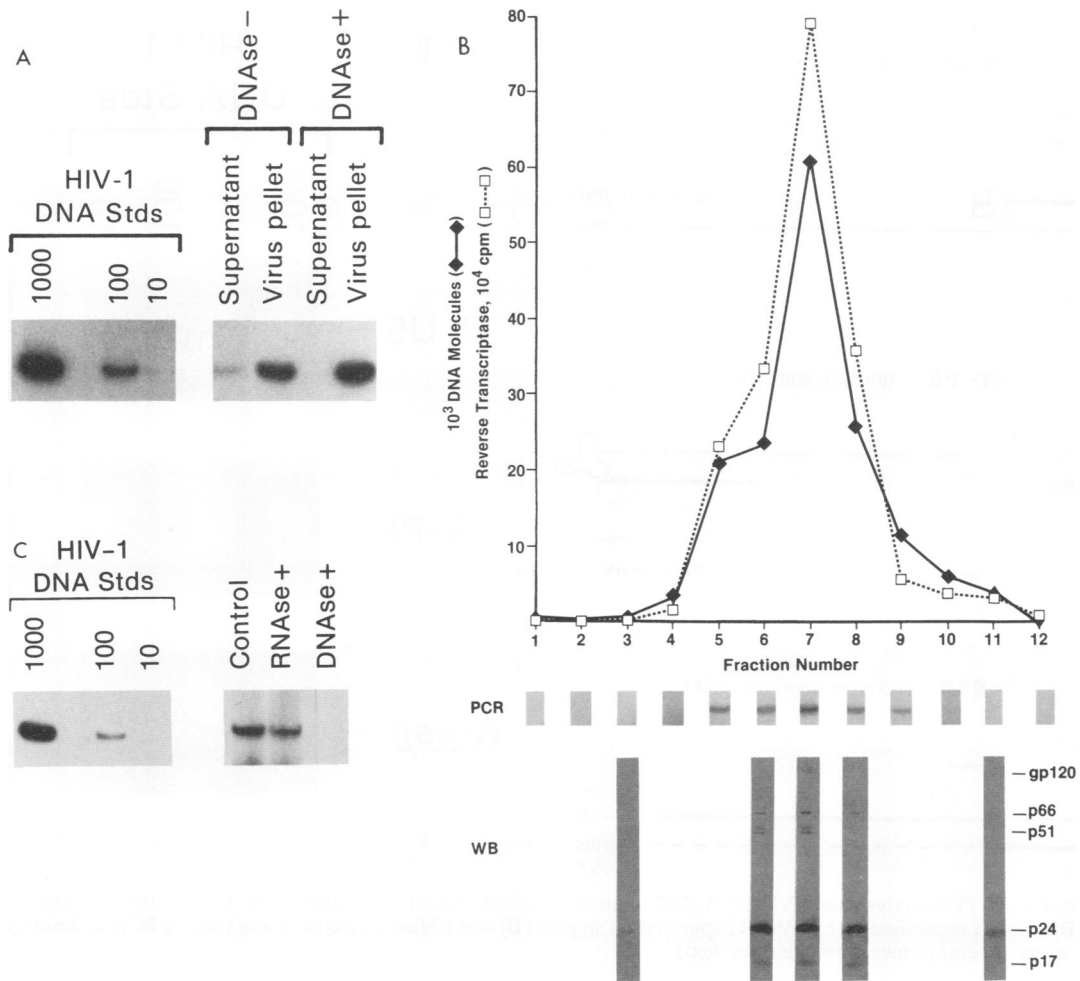 A
DNAse −
DNAse +
HIV-1
DNA Stds
1000
100
10
Supernatant
Virus pellet
Supernatant
Virus pellet
B
10³ DNA Molecules (◆—◆)
Reverse Transcriptase, 10⁴ cpm (□·····□)
80
70
60
50
40
30
20
10
1 2 3 4 5 6 7 8 9 10 11 12
Fraction Number
PCR
WB
gp120
p66
p51
p24
p17
C
HIV-1
DNA Stds
1000
100
10
Control
RNAse +
DNAse +